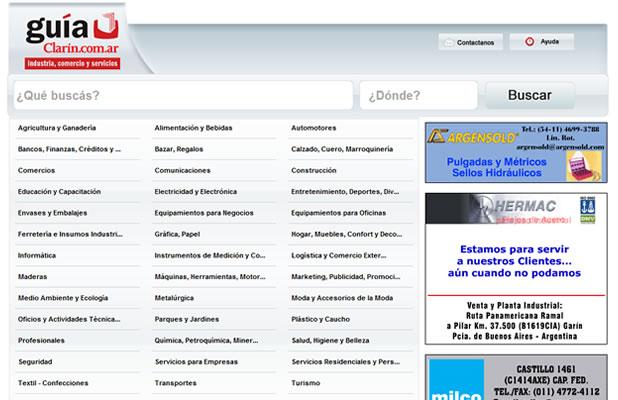 guía
Clarín.com.ar
Industria, comercio y servicios
Contactanos
Ayuda
¿Qué buscás?
¿Dónde?
Buscar
Agricultura y Ganadería
Alimentación y Bebidas
Automotores
Bancos, Finanzas, Créditos y ...
Bazar, Regalos
Calzado, Cuero, Marroquinería
Comercios
Comunicaciones
Construcción
Educación y Capacitación
Electricidad y Electrónica
Entretenimiento, Deportes, Div...
Envases y Embalajes
Equipamientos para Negocios
Equipamientos para Oficinas
Ferretería e Insumos Industri...
Gráfica, Papel
Hogar, Muebles, Confort y Deco...
Informática
Instrumentos de Medición y Co...
Logística y Comercio Exter...
Maderas
Máquinas, Herramientas, Motor...
Marketing, Publicidad, Promoci...
Medio Ambiente y Ecología
Metalúrgica
Moda y Accesorios de la Moda
Oficios y Actividades Técnica...
Parques y Jardines
Plástico y Caucho
Profesionales
Química, Petroquímica, Miner...
Salud, Higiene y Belleza
Seguridad
Servicios para Empresas
Servicios Residenciales y Pers...
Textil - Confecciones
Transportes
Turismo
ARGENSOLD
Tel.: (54-11) 4699-3788
Lin. Rot.
argensold@argensold.com
Pulgadas y Métricos
Sellos Hidráulicos
HERMAC
DNV
Estamos para servir
a nuestros Clientes...
aún cuando no podamos
Venta y Planta Industrial:
Ruta Panamericana Ramal
a Pilar Km. 37.500 (B1619CIA) Garín
Pcia. de Buenos Aires - Argentina
milco
CASTILLO 1461
(C1414AXE) CAP. FED.
TEL./FAX: (011) 4772-4112